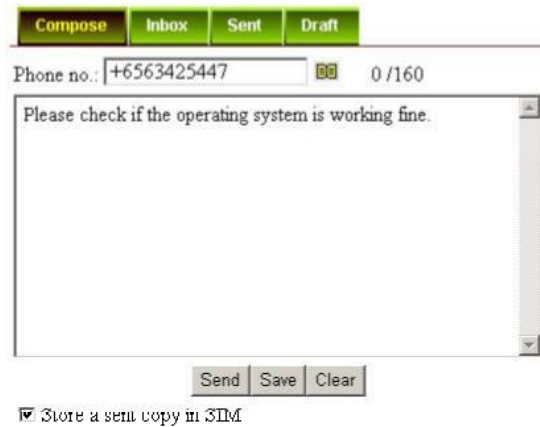 Compose Inbox Sent Draft
Phone no.: +6563425447 0 /160
Please check if the operating system is working fine.
Send Save Clear
Store a sent copy in SIM